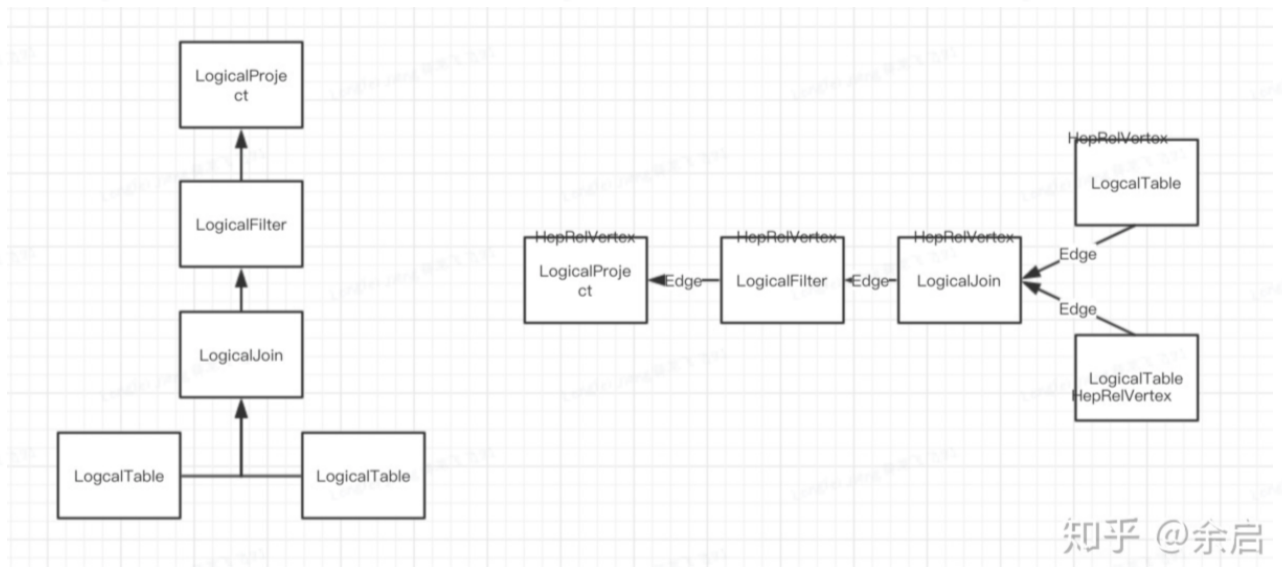 LogicalProje
ct
LogicalFilter
LogicalJoin
LogcalTable
LogicalTable
HepRelVertex
LogicalProje
ct
Edge
HepRelVertex
LogicalFilter
Edge
HepRelVertex
LogicalJoin
HepRelVertex
LogcalTable
Edge
Edge
LogicalTable
HepRelVertex
知乎 @余启